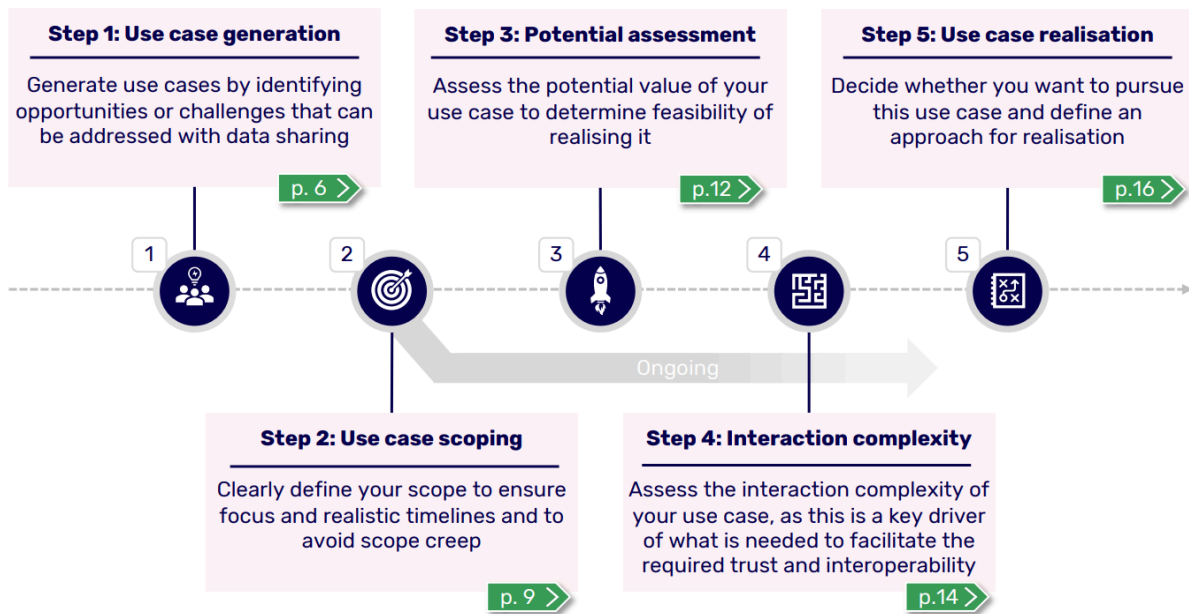 Step 1: Use case generation
Generate use cases by identifying
opportunities or challenges that can
be addressed with data sharing
p. 6
Step 3: Potential assessment
Assess the potential value of your
use case to determine feasibility of
realising it
p.12
Step 5: Use case realisation
Decide whether you want to pursue
this use case and define an
approach for realisation
p.16
1
2
3
4
5
Ongoing
Step 2: Use case scoping
Clearly define your scope to ensure
focus and realistic timelines and to
avoid scope creep
p. 9
Step 4: Interaction complexity
Assess the interaction complexity of
your use case, as this is a key driver
of what is needed to facilitate the
required trust and interoperability
p.14